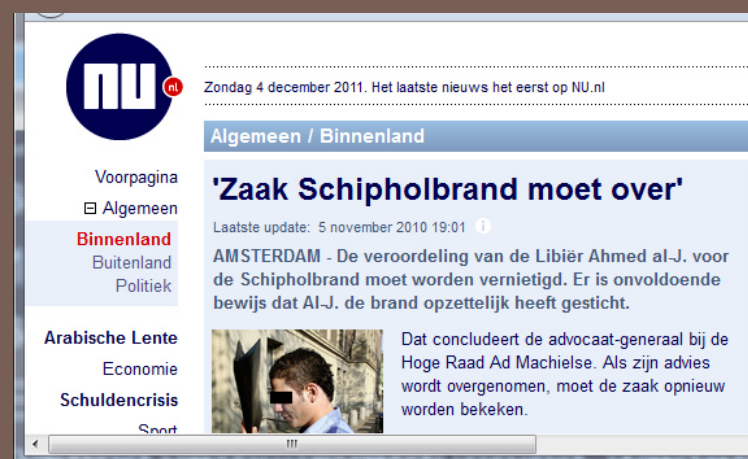 NU
nl
Zondag 4 december 2011. Het laatste nieuws het eerst op NU.nl
Algemeen / Binnenland
Voorpagina
Algemeen
Binnenland
Buitenland
Politiek
Arabische Lente
Economie
Schuldencrisis
Sport
'Zaak Schipholbrand moet over'
Laatste update: 5 november 2010 19:01 i
AMSTERDAM - De veroordeling van de Libiër Ahmed al-J. voor
de Schipholbrand moet worden vernietigd. Er is onvoldoende
bewijs dat Al-J. de brand opzettelijk heeft gesticht.
Dat concludeert de advocaat-generaal bij de
Hoge Raad Ad Machielse. Als zijn advies
wordt overgenomen, moet de zaak opnieuw
worden bekeken.